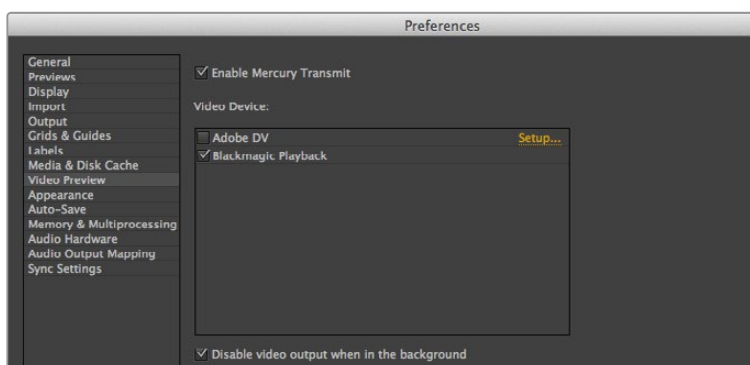 Preferences
General
Previews
Display
Import
Output
Grids & Guides
Labels
Media & Disk Cache
Video Preview
Appearance
Auto-Save
Memory & Multiprocessing
Audio Hardware
Audio Output Mapping
Sync Settings
Enable Mercury Transmit
Video Device:
Adobe DV Setup...
Blackmagic Playback
Disable video output when in the background